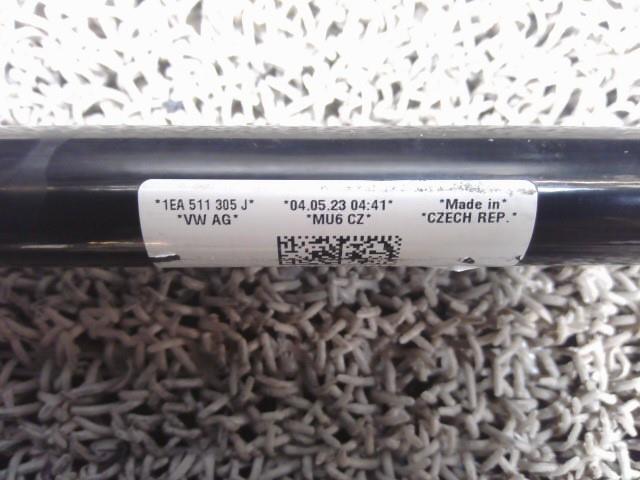 *1EA 511 305 J* *04.05.23 04:41* *Made in*
*VW AG* *MU6 CZ* *CZECH REP.*